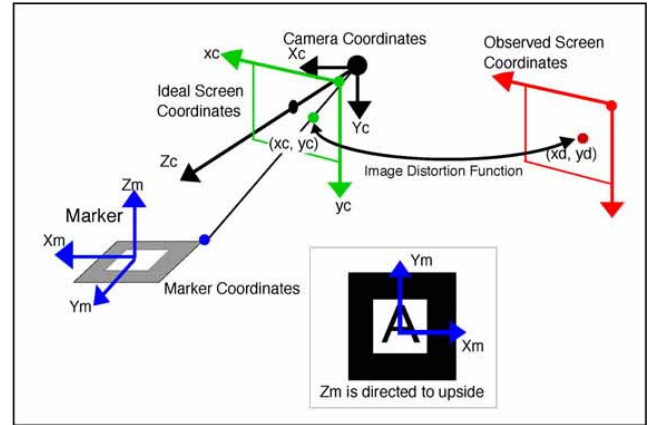 Camera Coordinates
Observed Screen
Coordinates
xc
Xc
Ideal Screen
Coordinates
Yc
(xc, yc)
(xd, yd)
Zc
Image Distortion Function
Zm
yc
Marker
Xm
Ym
Marker Coordinates
Ym
A
Xm
Zm is directed to upside